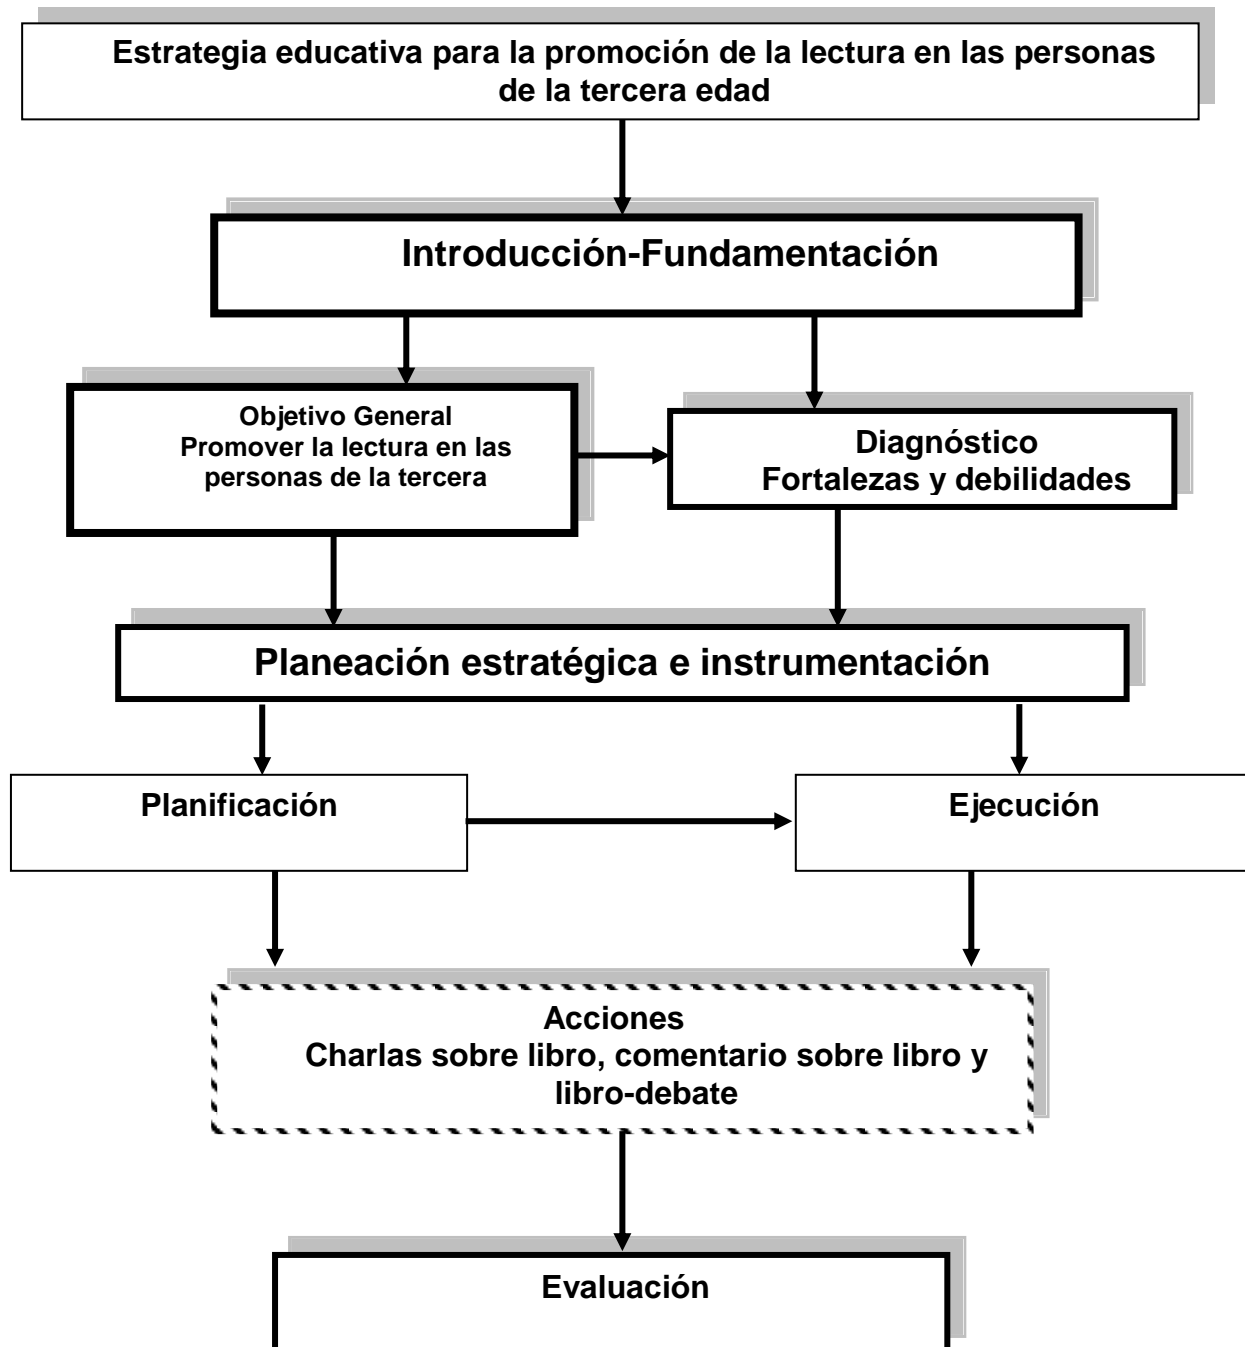 Estrategia educativa para la promoción de la lectura en las personas
de la tercera edad
Introducción-Fundamentación
Objetivo General
Promover la lectura en las
personas de la tercera
Diagnóstico
Fortalezas y debilidades
Planeación estratégica e instrumentación
Planificación
Ejecución
Acciones
Charlas sobre libro, comentario sobre libro y
libro-debate
Evaluación